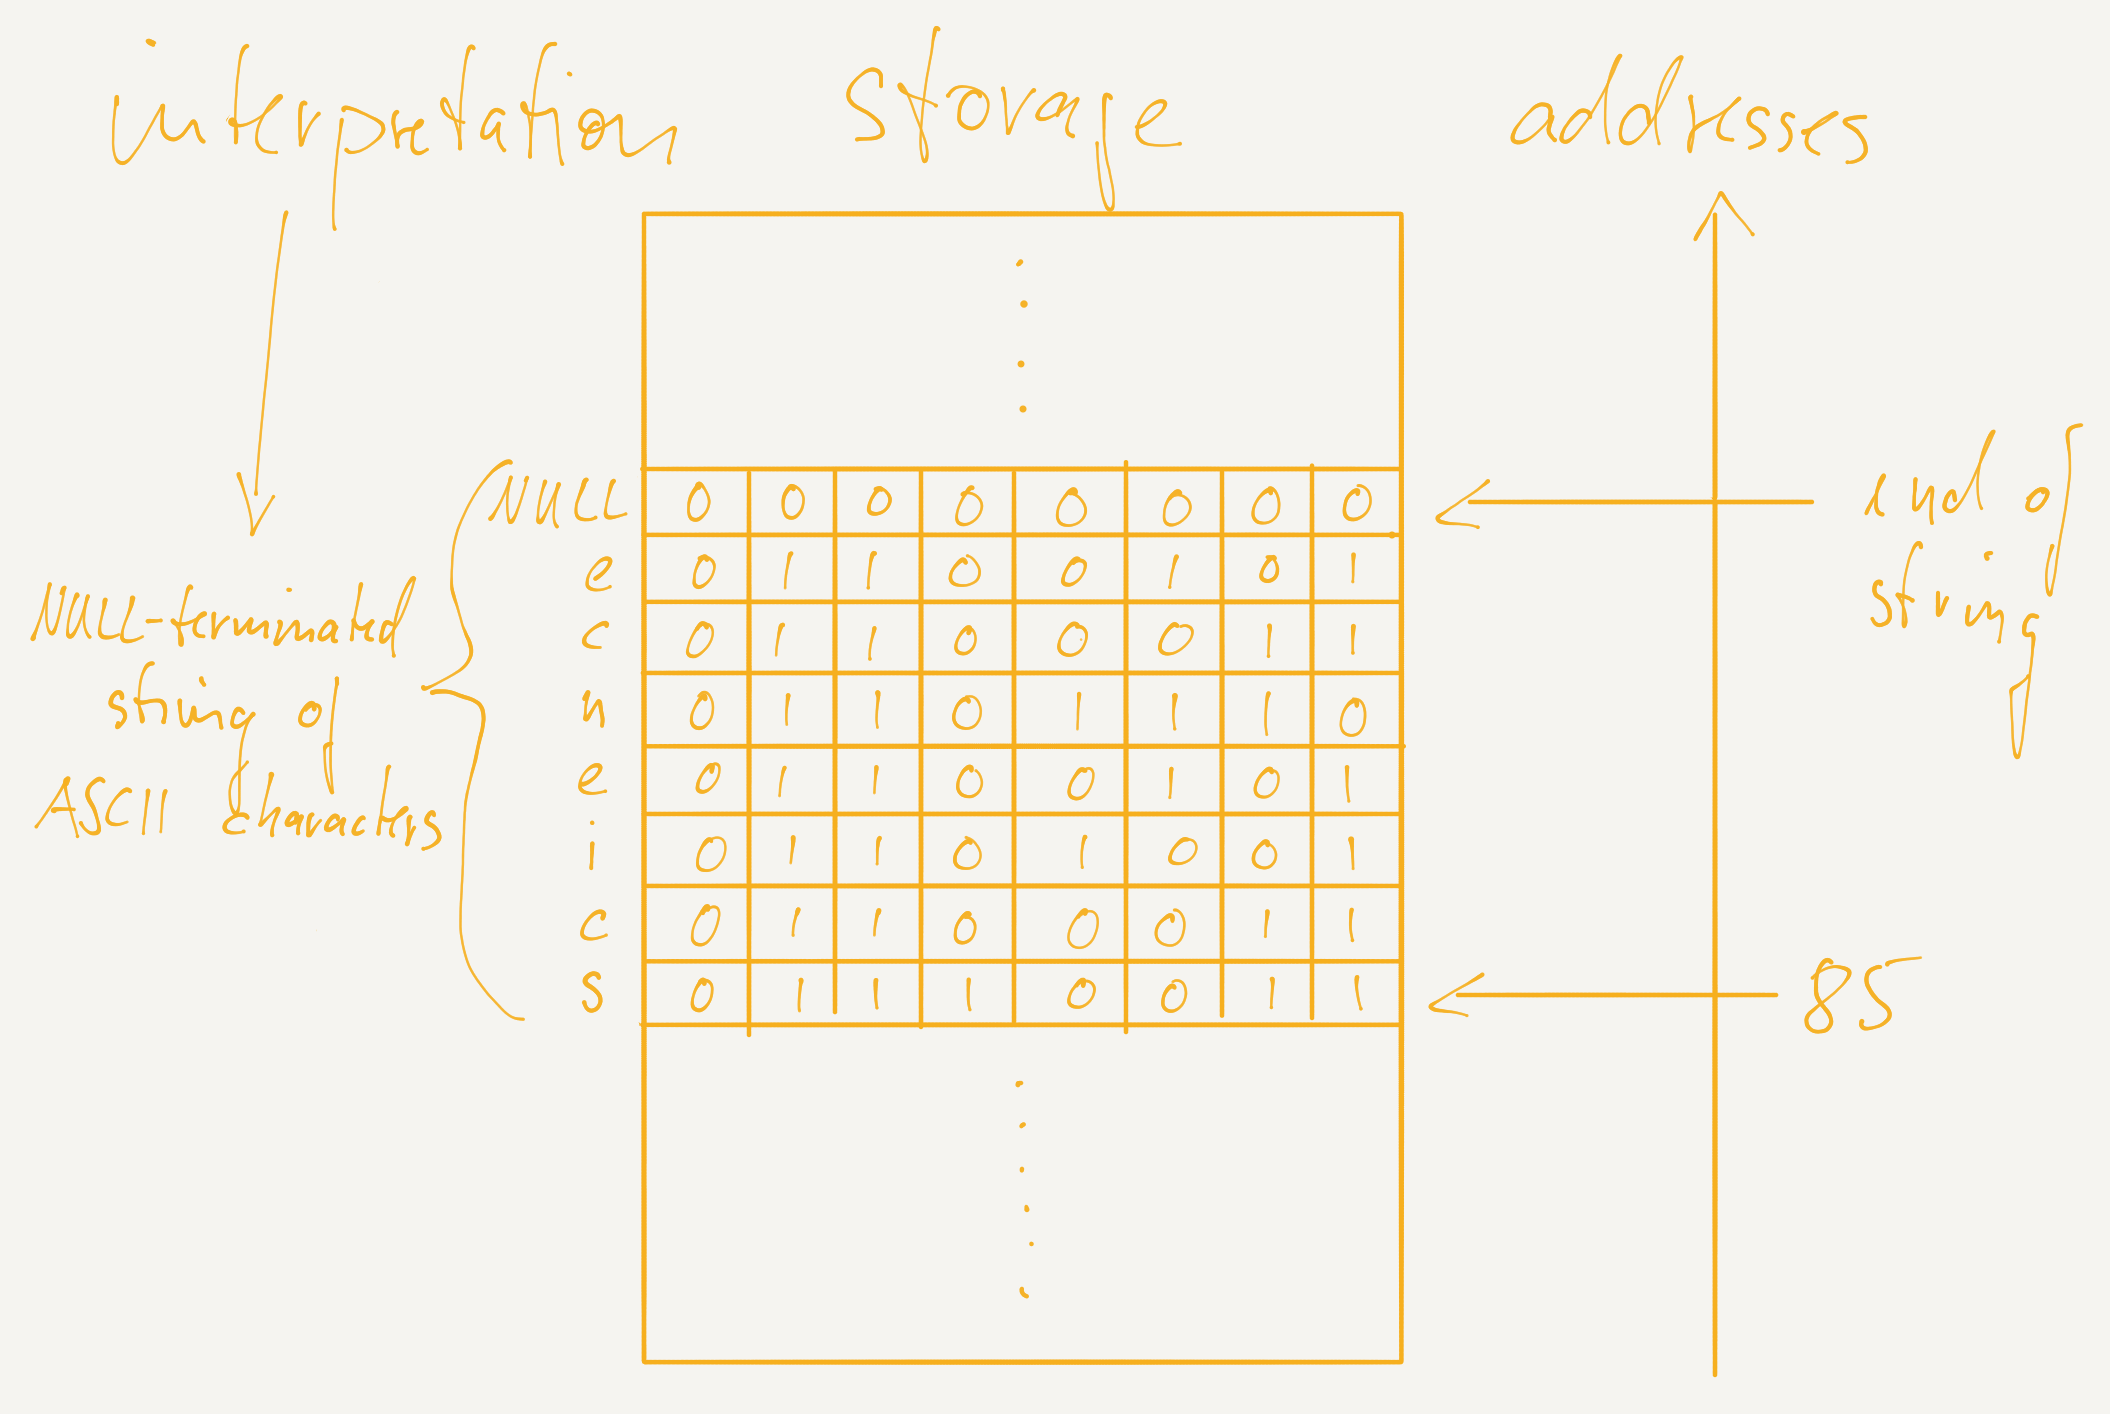 interpretation storage addresses
NULL 0 0 0 0 0 0 0 0 end of
string
e 0 1 1 0 0 1 0 1
c 0 1 1 0 0 0 1 1
n 0 1 1 0 1 1 1 0
e 0 1 1 0 0 1 0 1
i 0 1 1 0 1 0 0 1
c 0 1 1 0 0 0 1 1
s 0 1 1 1 0 0 1 1 85
NULL-terminated
string of
ASCII characters